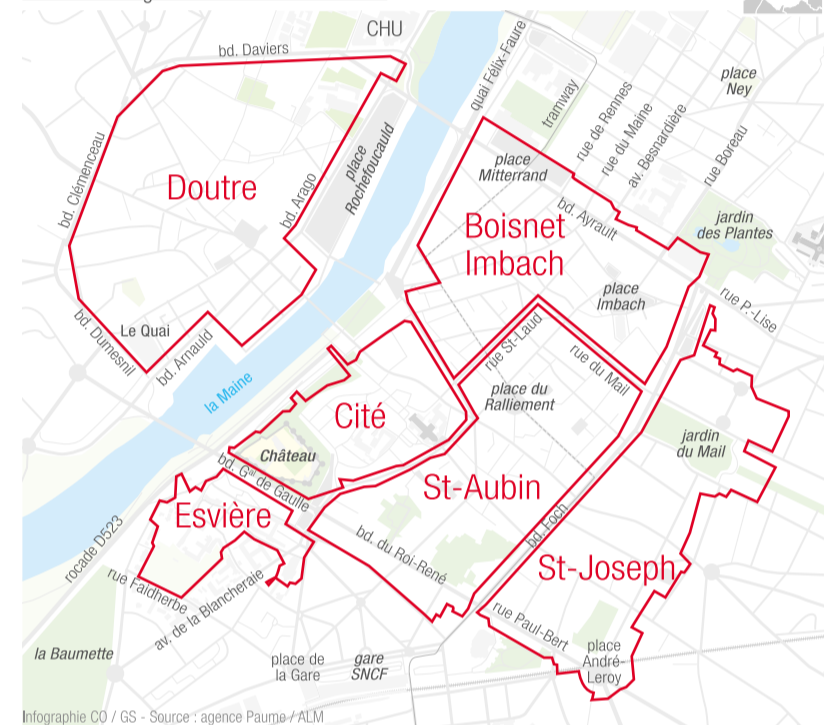 CHU
bd. Daviers
quai Félix-Faure
tramway
rue de Rennes
rue du Maine
av. Besnardière
place
Ney
rue Boreau
bd. Clémenceau
Doutre
bd. Arago
place
Rochefoucauld
place
Mitterrand
bd. Ayrault
Boisnet
Imbach
jardin
des Plantes
place
Imbach
rue P.-Lise
bd. Dumesnil
Le Quai
bd. Arnauld
la Maine
rue St-Laud
rue du Mail
place du
Ralliement
Cité
Château
jardin
du Mail
bd. Gal de Gaulle
St-Aubin
Esvière
bd. Foch
bd. du Roi-René
St-Joseph
rocade D523
rue Faidherbe
av. de la Blancheraie
rue Paul-Bert
la Baumette
place de
la Gare
gare
SNCF
place
André-
Leroy
Infographie CO / GS - Source : agence Paume / ALM